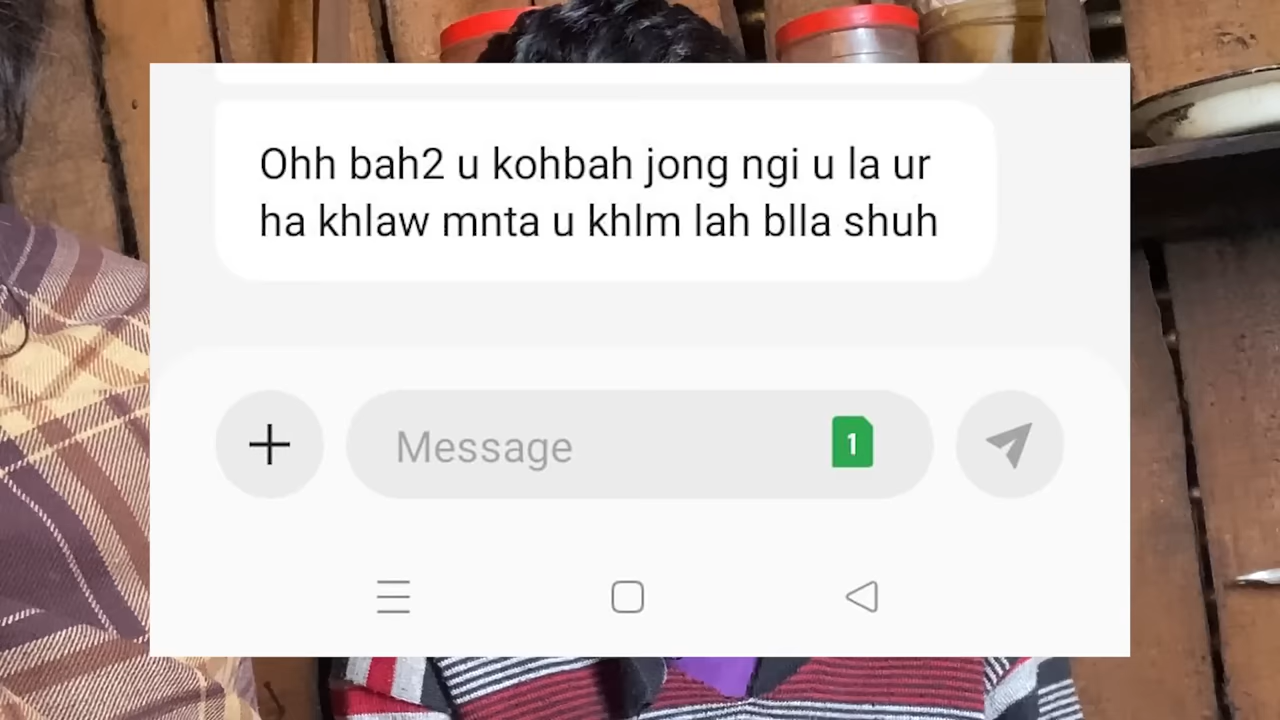 Ohh bah2 u kohbah jong ngi u la ur
ha khlaw mnta u khlm lah blla shuh
Message
1